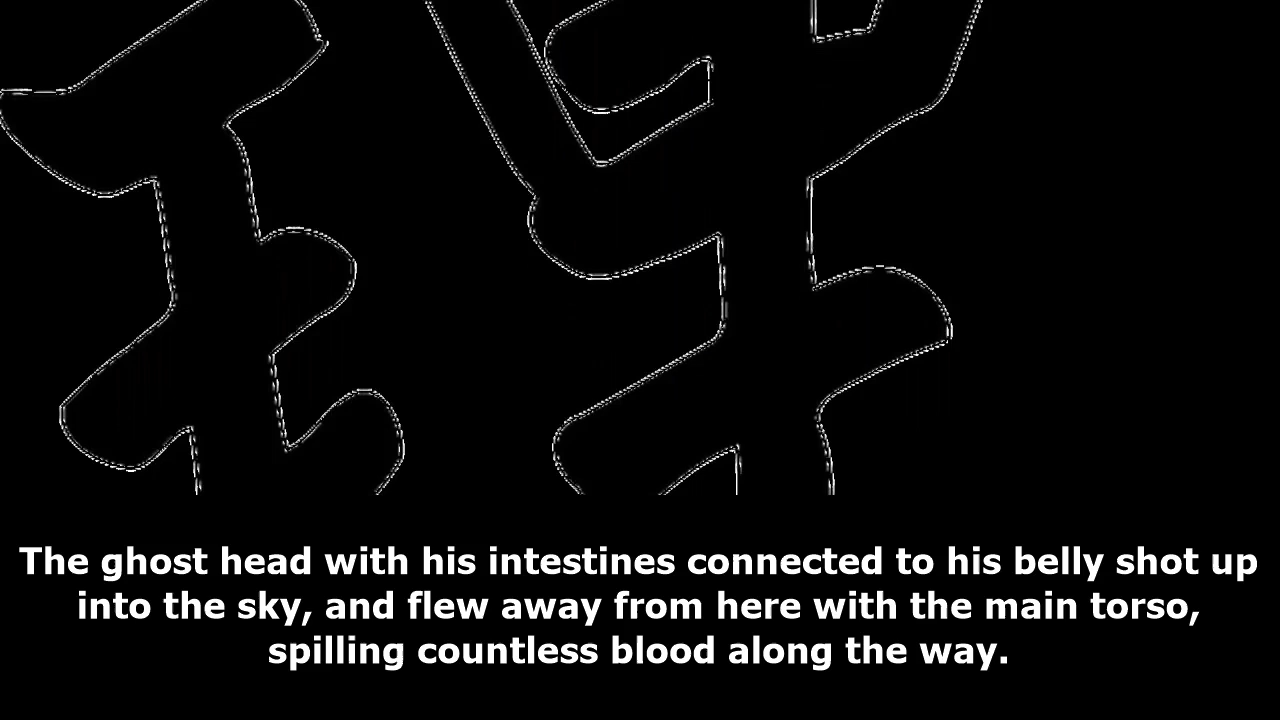 The ghost head with his intestines connected to his belly shot up
into the sky, and flew away from here with the main torso,
spilling countless blood along the way.